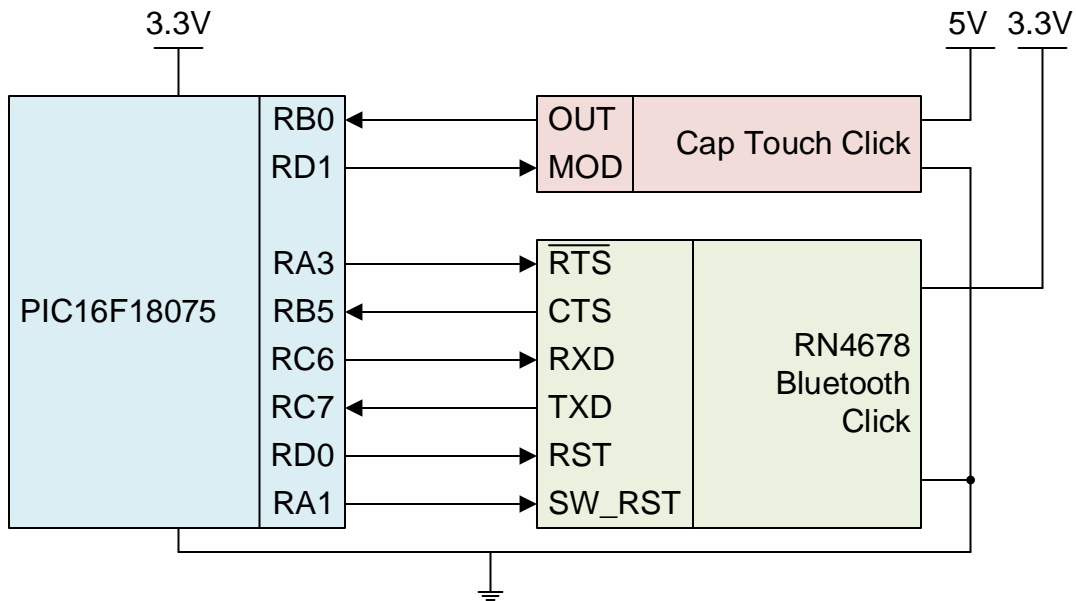 3.3V
5V
3.3V
PIC16F18075
RB0
RD1
RA3
RB5
RC6
RC7
RD0
RA1
OUT
MOD
Cap Touch Click
RTS
CTS
RXD
TXD
RST
SW_RST
RN4678
Bluetooth
Click